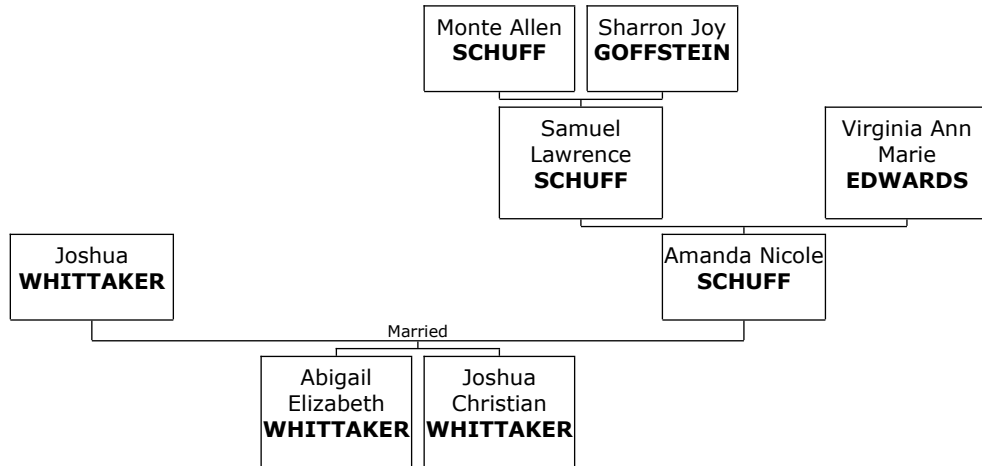 Monte Allen
SCHUFF
Sharron Joy
GOFFSTEIN
Samuel
Lawrence
SCHUFF
Virginia Ann
Marie
EDWARDS
Joshua
WHITTAKER
Amanda Nicole
SCHUFF
Married
Abigail
Elizabeth
WHITTAKER
Joshua
Christian
WHITTAKER